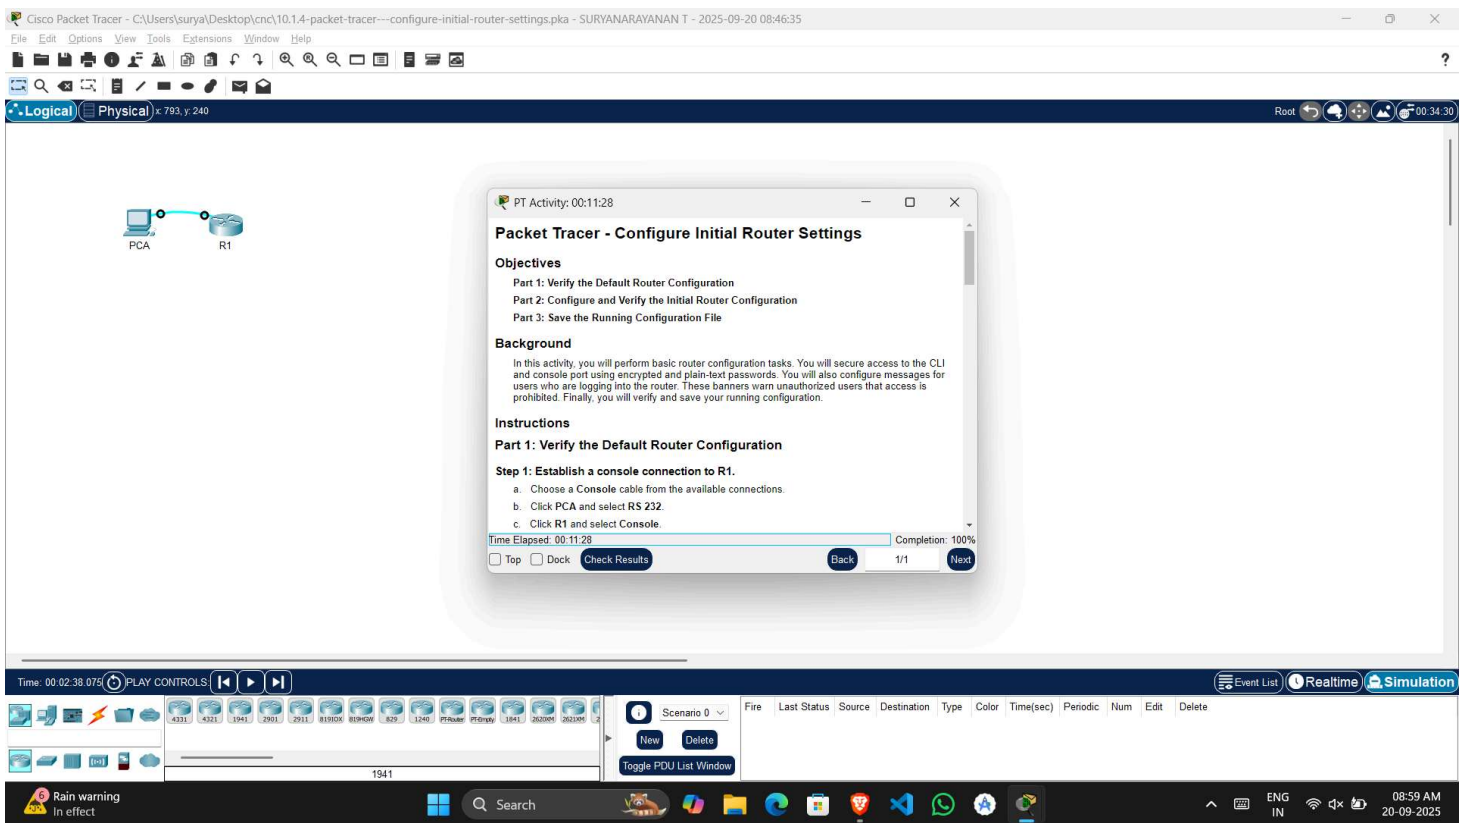 Cisco Packet Tracer - C:\Users\surya\Desktop\cnc\10.1.4-packet-tracer---configure-initial-router-settings.pka - SURYANARAYANAN T - 2025-09-20 08:46:35
File Edit Options View Tools Extensions Window Help
?
Logical Physical x: 793, y: 240 Root 00:34:30
PCA R1
PT Activity: 00:11:28
Packet Tracer - Configure Initial Router Settings
Objectives
Part 1: Verify the Default Router Configuration
Part 2: Configure and Verify the Initial Router Configuration
Part 3: Save the Running Configuration File
Background
In this activity, you will perform basic router configuration tasks. You will secure access to the CLI
and console port using encrypted and plain-text passwords. You will also configure messages for
users who are logging into the router. These banners warn unauthorized users that access is
prohibited. Finally, you will verify and save your running configuration.
Instructions
Part 1: Verify the Default Router Configuration
Step 1: Establish a console connection to R1.
a. Choose a Console cable from the available connections.
b. Click PCA and select RS 232.
c. Click R1 and select Console.
Time Elapsed: 00:11:28 Completion: 100%
Top Dock Check Results Back 1/1 Next
Time: 00:02:38.075 PLAY CONTROLS: Event List Realtime Simulation
4331 4321 1941 2901 2911 819IOX 819HGW 829 1240 PT-Router PT-Empty 1841 2620XM 2621XM 2
1941
Scenario 0
New Delete
Toggle PDU List Window
Fire Last Status Source Destination Type Color Time(sec) Periodic Num Edit Delete
6 Rain warning
In effect
Search
ENG
IN
08:59 AM
20-09-2025